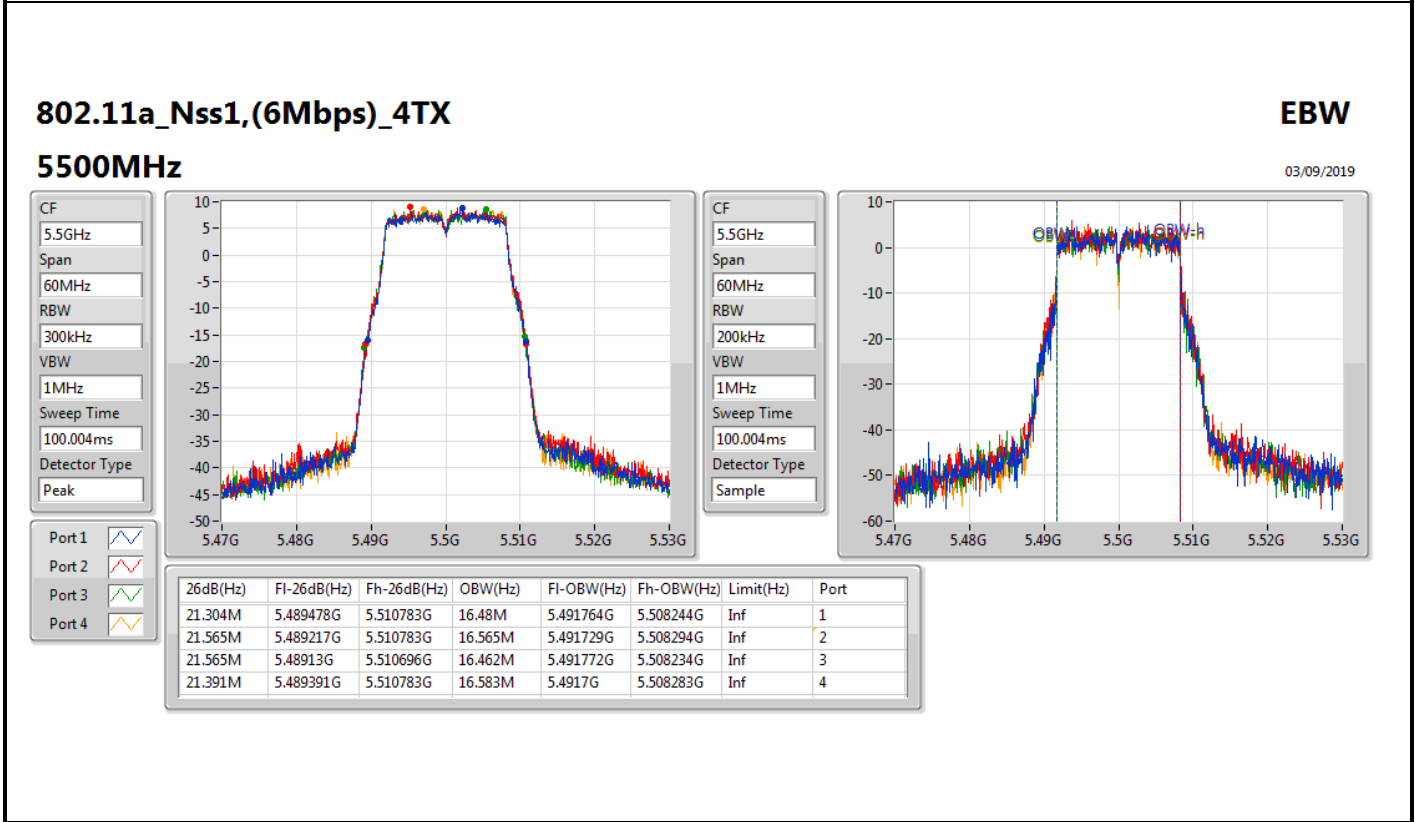 802.11a_Nss1,(6Mbps)_4TX
EBW
5500MHz
03/09/2019
CF
5.5GHz
Span
60MHz
RBW
300kHz
VBW
1MHz
Sweep Time
100.004ms
Detector Type
Peak
10
5
0
-5
-10
-15
-20
-25
-30
-35
-40
-45
-50
5.47G 5.48G 5.49G 5.5G 5.51G 5.52G 5.53G
CF
5.5GHz
Span
60MHz
RBW
200kHz
VBW
1MHz
Sweep Time
100.004ms
Detector Type
Sample
10
0
-10
-20
-30
-40
-50
-60
OBW-h
5.47G 5.48G 5.49G 5.5G 5.51G 5.52G 5.53G
Port 1
Port 2
Port 3
Port 4
26dB(Hz) Fl-26dB(Hz) Fh-26dB(Hz) OBW(Hz) Fl-OBW(Hz) Fh-OBW(Hz) Limit(Hz) Port
21.304M 5.489478G 5.510783G 16.48M 5.491764G 5.508244G Inf 1
21.565M 5.489217G 5.510783G 16.565M 5.491729G 5.508294G Inf 2
21.565M 5.48913G 5.510696G 16.462M 5.491772G 5.508234G Inf 3
21.391M 5.489391G 5.510783G 16.583M 5.4917G 5.508283G Inf 4